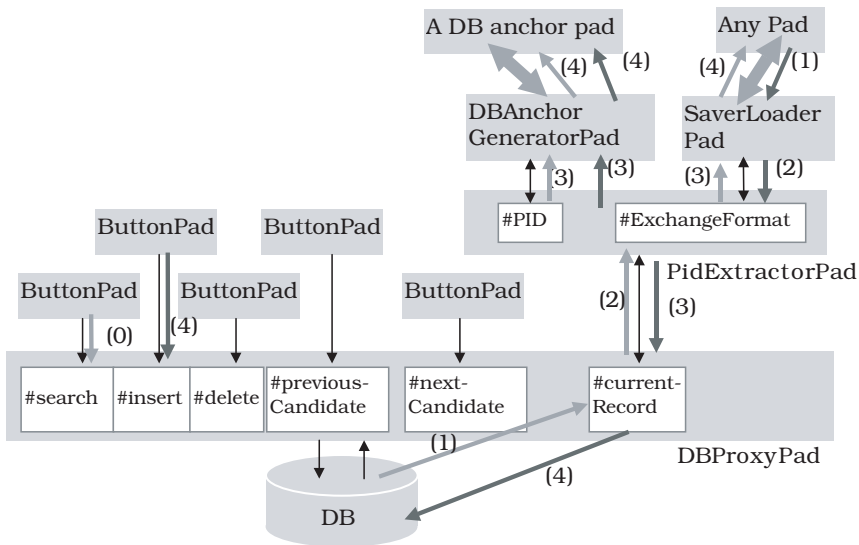 A DB anchor pad
Any Pad
(4)
(4)
(4)
(1)
DBAnchor
GeneratorPad
SaverLoader
Pad
(3)
(3)
(3)
(2)
#PID
#ExchangeFormat
ButtonPad
ButtonPad
PidExtractorPad
ButtonPad
ButtonPad
ButtonPad
(2)
(3)
(0)
(4)
#search
#insert
#delete
#previous-
Candidate
#next-
Candidate
#current-
Record
(1)
DBProxyPad
(4)
DB